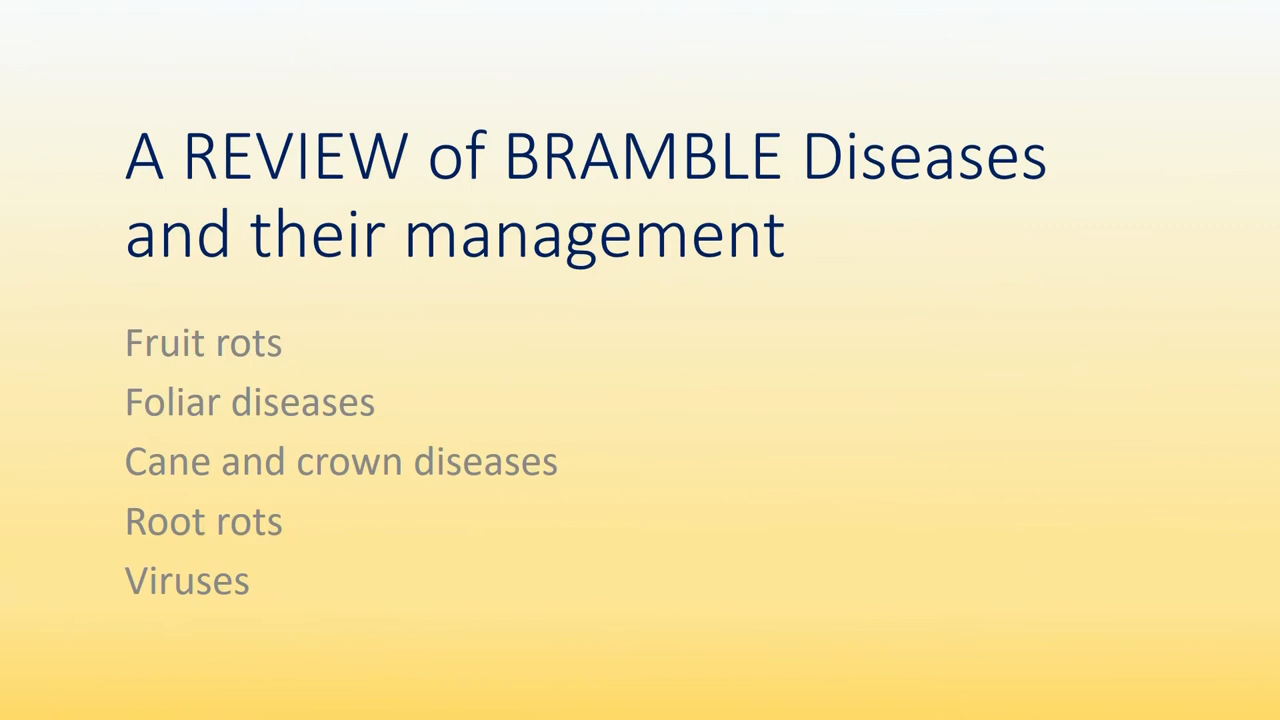 A REVIEW of BRAMBLE Diseases
and their management
Fruit rots
Foliar diseases
Cane and crown diseases
Root rots
Viruses